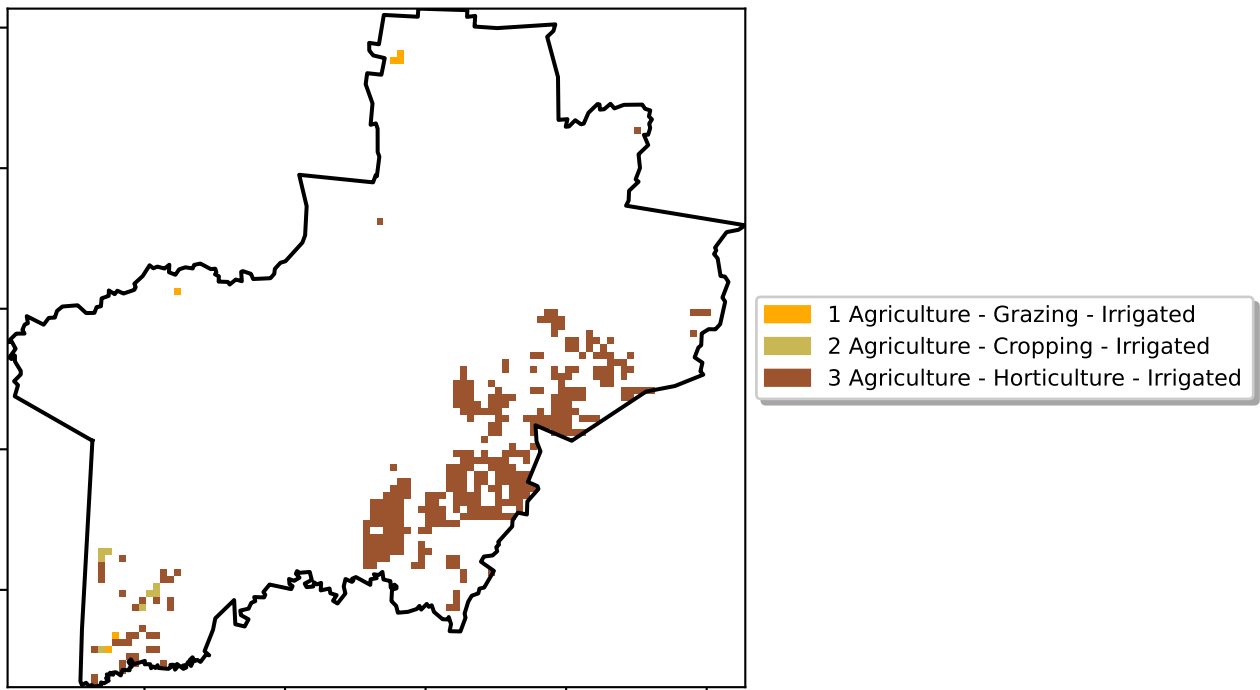 1 Agriculture - Grazing - Irrigated
2 Agriculture - Cropping - Irrigated
3 Agriculture - Horticulture - Irrigated